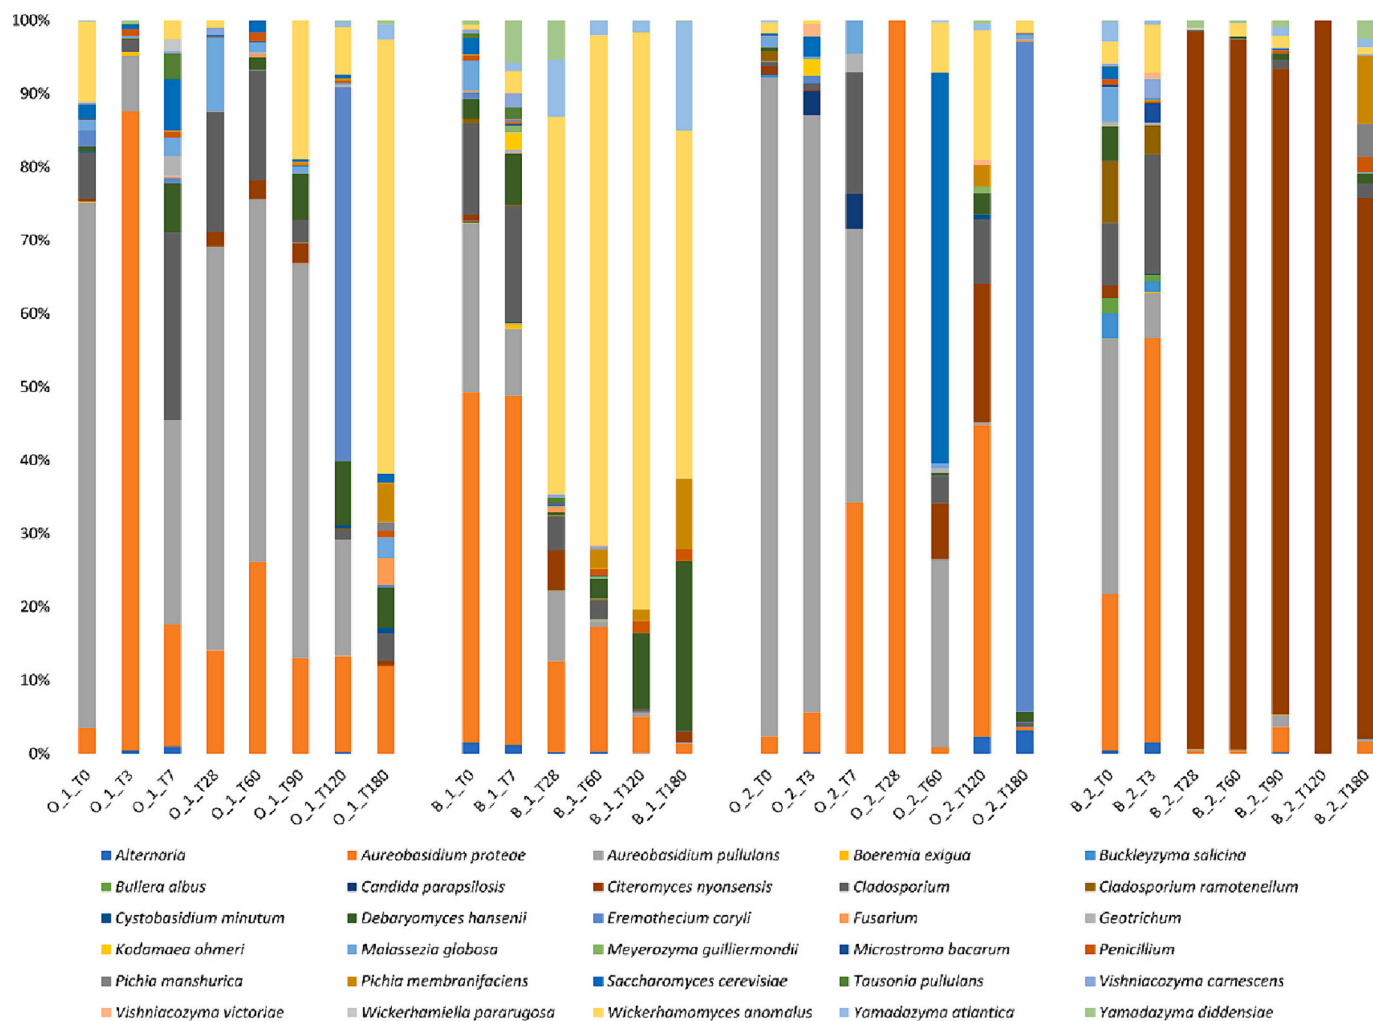 100%
90%
80%
70%
60%
50%
40%
30%
20%
10%
0%
O_1_T0 O_1_T3 O_1_T7 O_1_T28 O_1_T60 O_1_T90 O_1_T120 O_1_T180 B_1_T0 B_1_T7 B_1_T28 B_1_T60 B_1_T120 B_1_T180 O_2_T0 O_2_T3 O_2_T7 O_2_T28 O_2_T60 O_2_T120 O_2_T180 B_2_T0 B_2_T3 B_2_T28 B_2_T60 B_2_T90 B_2_T120 B_2_T180
Alternaria Aureobasidium proteae Aureobasidium pullulans Boeremia exigua Buckleyzyma salicina
Bullera albus Candida parapsilosis Citeromyces nyonsensis Cladosporium Cladosporium ramotenellum
Cystobasidium minutum Debaryomyces hansenii Eremothecium coryli Fusarium Geotrichum
Kodamaea ohmeri Malassezia globosa Meyerozyma guilliermondii Microstroma bacarum Penicillium
Pichia manshurica Pichia membranifaciens Saccharomyces cerevisiae Tausonia pullulans Vishniacozyma carnescens
Vishniacozyma victoriae Wickerhamiella pararugosa Wickerhamomyces anomalus Yamadazyma atlantica Yamadazyma diddensiae